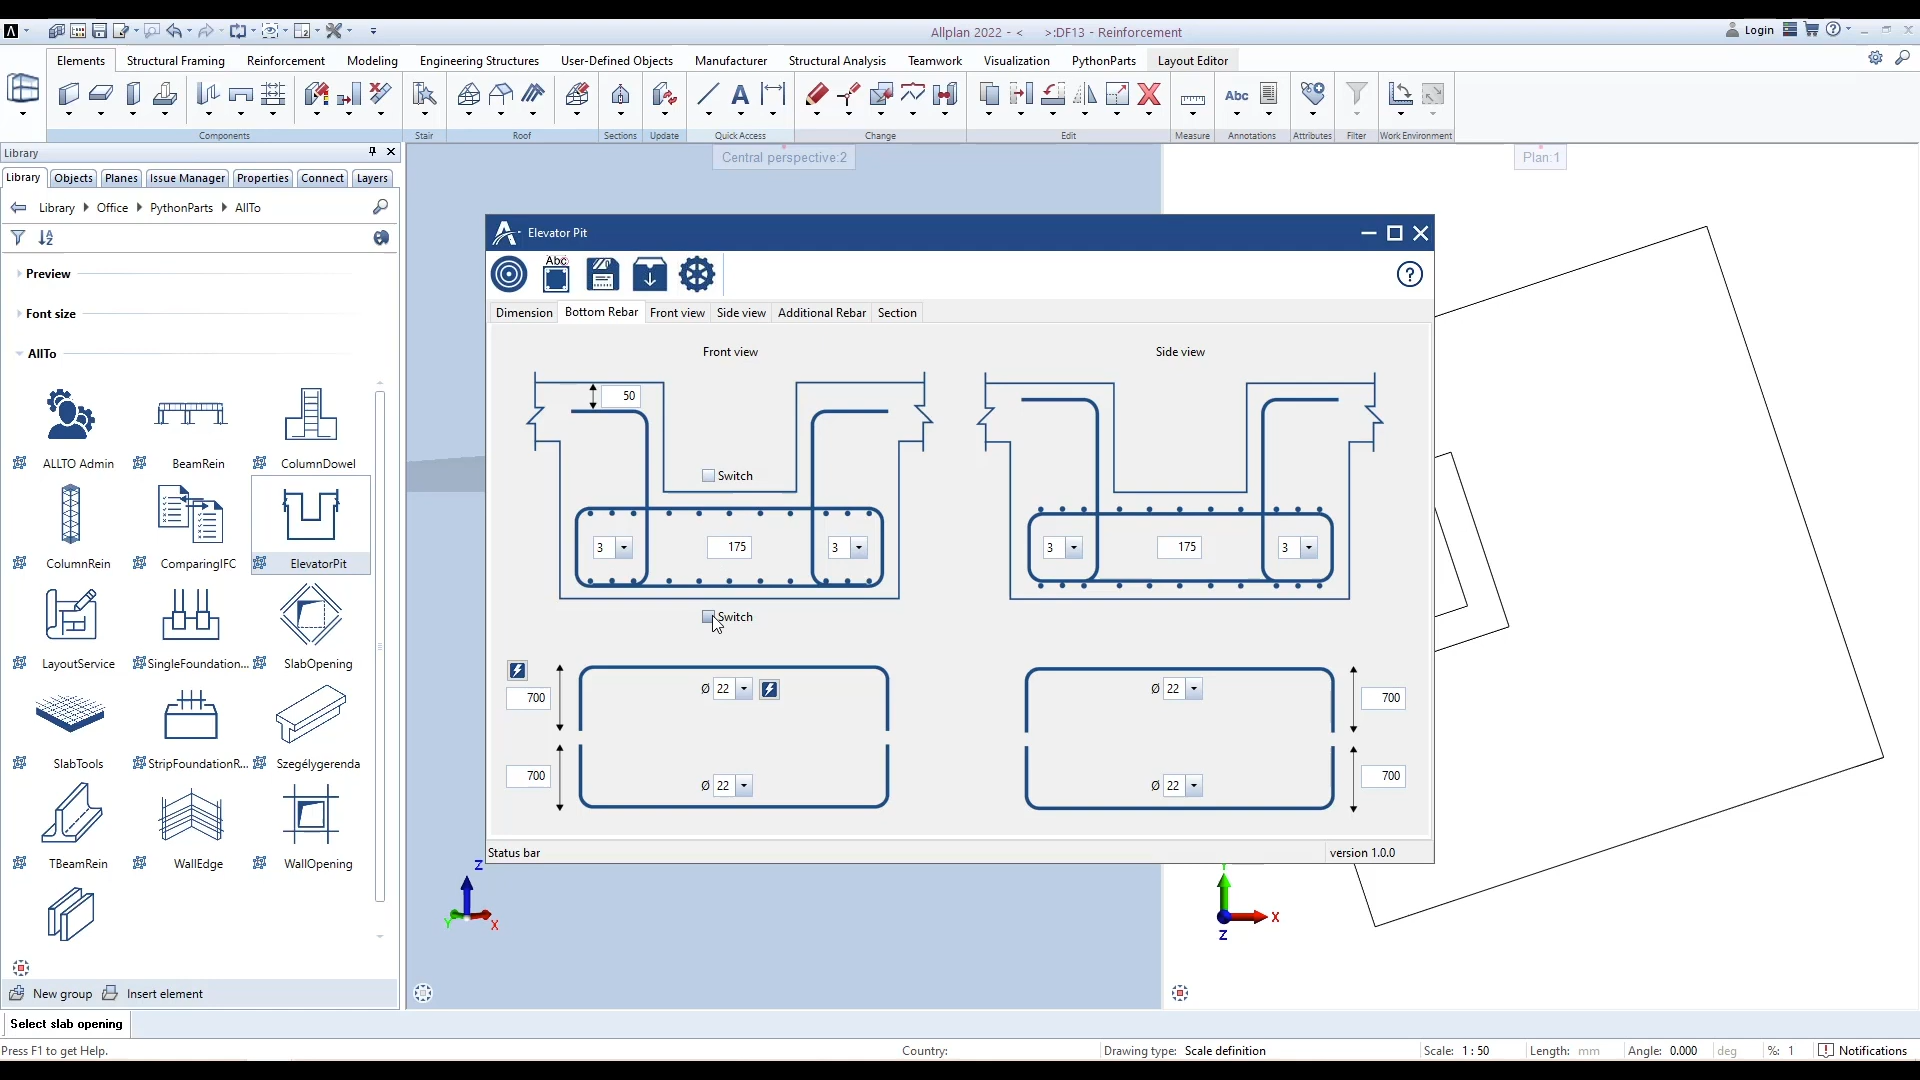 Allplan 2022 - <      >:DF13 - Reinforcement
Login
Elements
Structural Framing
Reinforcement
Modeling
Engineering Structures
User-Defined Objects
Manufacturer
Structural Analysis
Teamwork
Visualization
PythonParts
Layout Editor
Abc
Components
Stair
Roof
Sections
Update
Quick Access
Change
Edit
Measure
Annotations
Attributes
Filter
Work Environment
Library
Library
Objects
Planes
Issue Manager
Properties
Connect
Layers
Library
Office
PythonParts
AllTo
Preview
Font size
AllTo
ALLTO Admin
BeamRein
ColumnDowel
ColumnRein
ComparingIFC
ElevatorPit
LayoutService
SingleFoundation...
SlabOpening
SlabTools
StripFoundationR...
Szegélygerenda
TBeamRein
WallEdge
WallOpening
New group
Insert element
Central perspective:2
Plan:1
Elevator Pit
Abc
Dimension
Bottom Rebar
Front view
Side view
Additional Rebar
Section
Front view
Side view
50
Switch
3
175
3
3
175
3
Switch
700
Ø 22
Ø 22
700
700
Ø 22
Ø 22
700
Status bar
version 1.0.0
Z
Y
X
Y
X
Z
Select slab opening
Press F1 to get Help.
Country:
Drawing type: Scale definition
Scale: 1 : 50
Length: mm
Angle: 0.000 deg
%: 1
Notifications